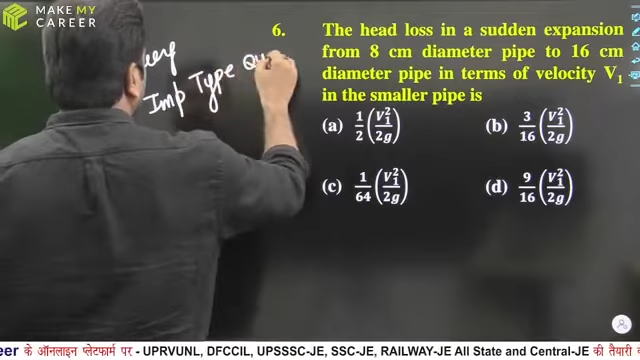 MAKE MY
CAREER
very
Imp Type Qu
6. The head loss in a sudden expansion
from 8 cm diameter pipe to 16 cm
diameter pipe in terms of velocity V₁
in the smaller pipe is
(a) 1/2 (V₁²/2g) (b) 3/16 (V₁²/2g)
(c) 1/64 (V₁²/2g) (d) 9/16 (V₁²/2g)
eer के ऑनलाइन प्लेटफार्म पर - UPRVUNL, DFCCIL, UPSSSC-JE, SSC-JE, RAILWAY-JE All State and Central-JE की तैयारी